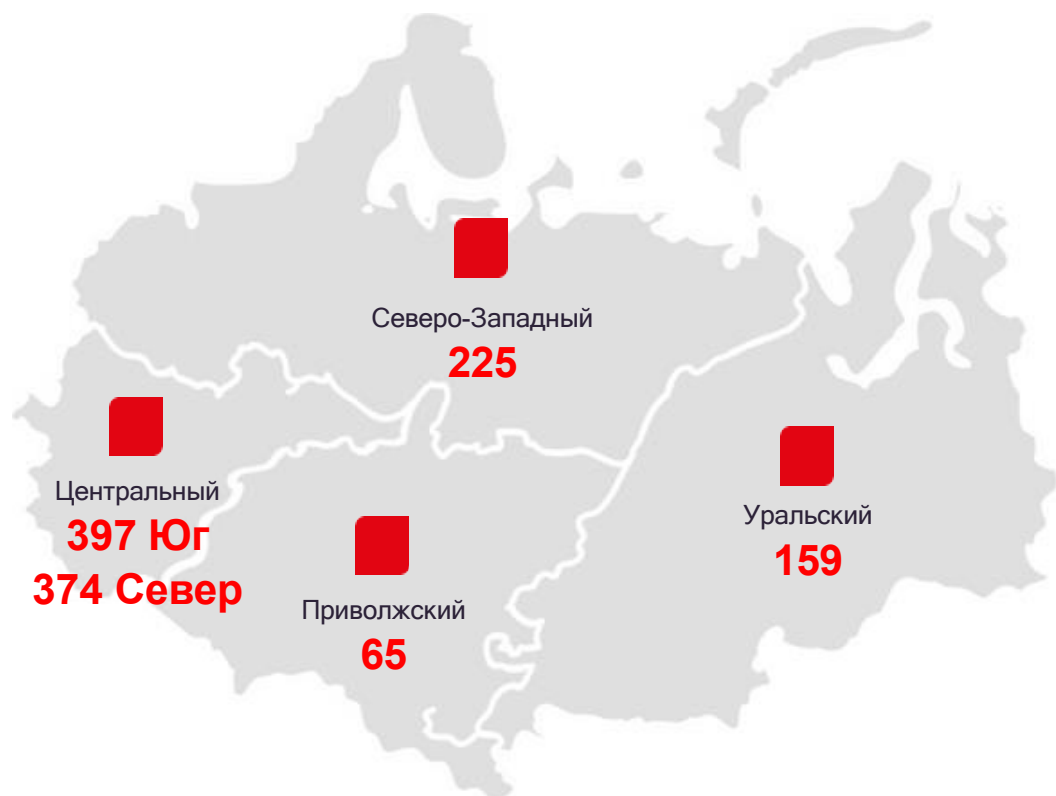 Северо-Западный
225
Центральный
397 Юг
374 Север
Уральский
159
Приволжский
65